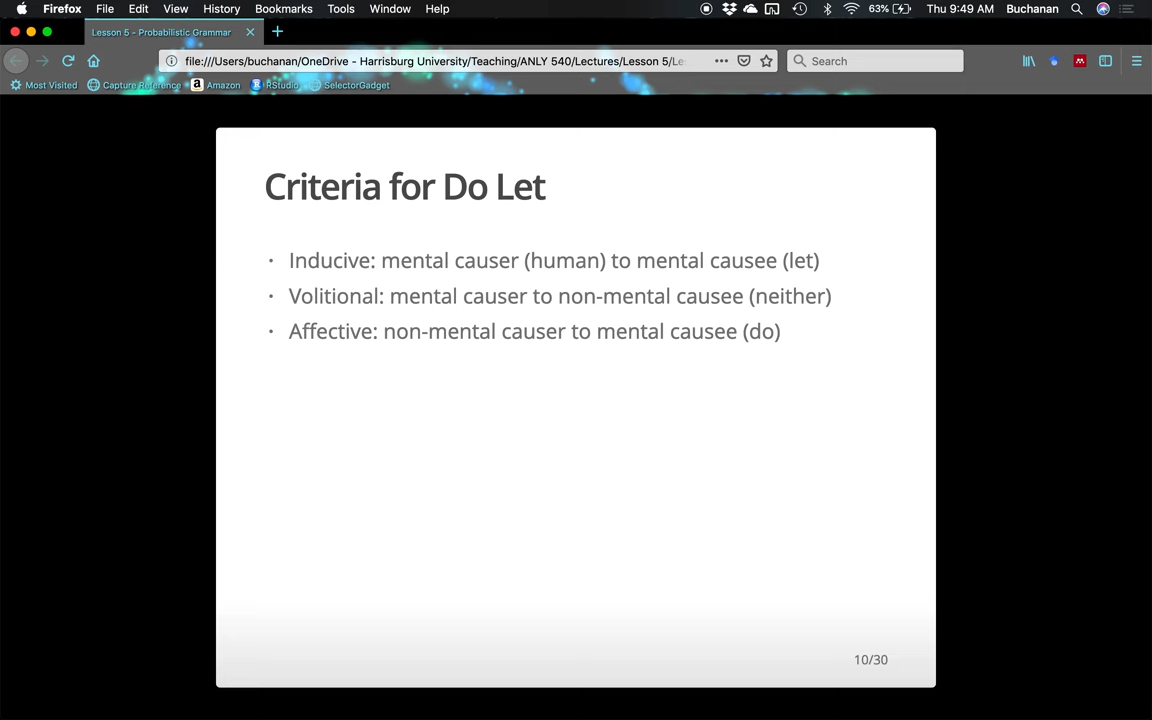 Firefox File Edit View History Bookmarks Tools Window Help 63% Thu 9:49 AM Buchanan
Lesson 5 - Probabilistic Grammar
file:///Users/buchanan/OneDrive - Harrisburg University/Teaching/ANLY 540/Lectures/Lesson 5/Le Search
Most Visited Capture Reference a Amazon RStudio SelectorGadget
Criteria for Do Let
· Inducive: mental causer (human) to mental causee (let)
· Volitional: mental causer to non-mental causee (neither)
· Affective: non-mental causer to mental causee (do)
10/30